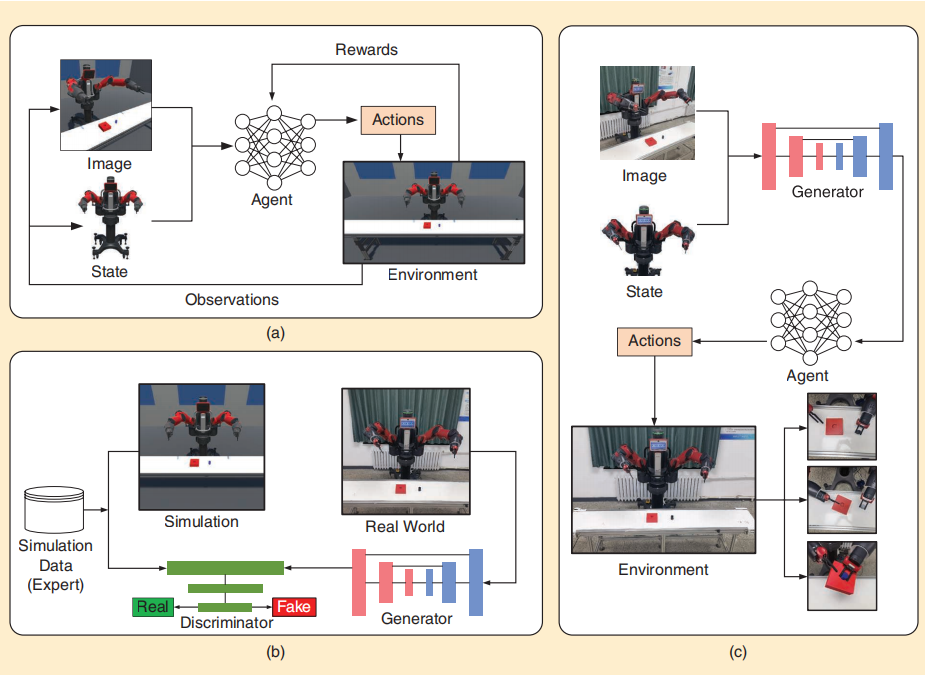 Rewards
Actions
Image
Agent
State
Environment
Observations
(a)
Simulation
Real World
Simulation
Data
(Expert)
Real
Fake
Discriminator
Generator
(b)
Image
Generator
State
Actions
Agent
Environment
(c)